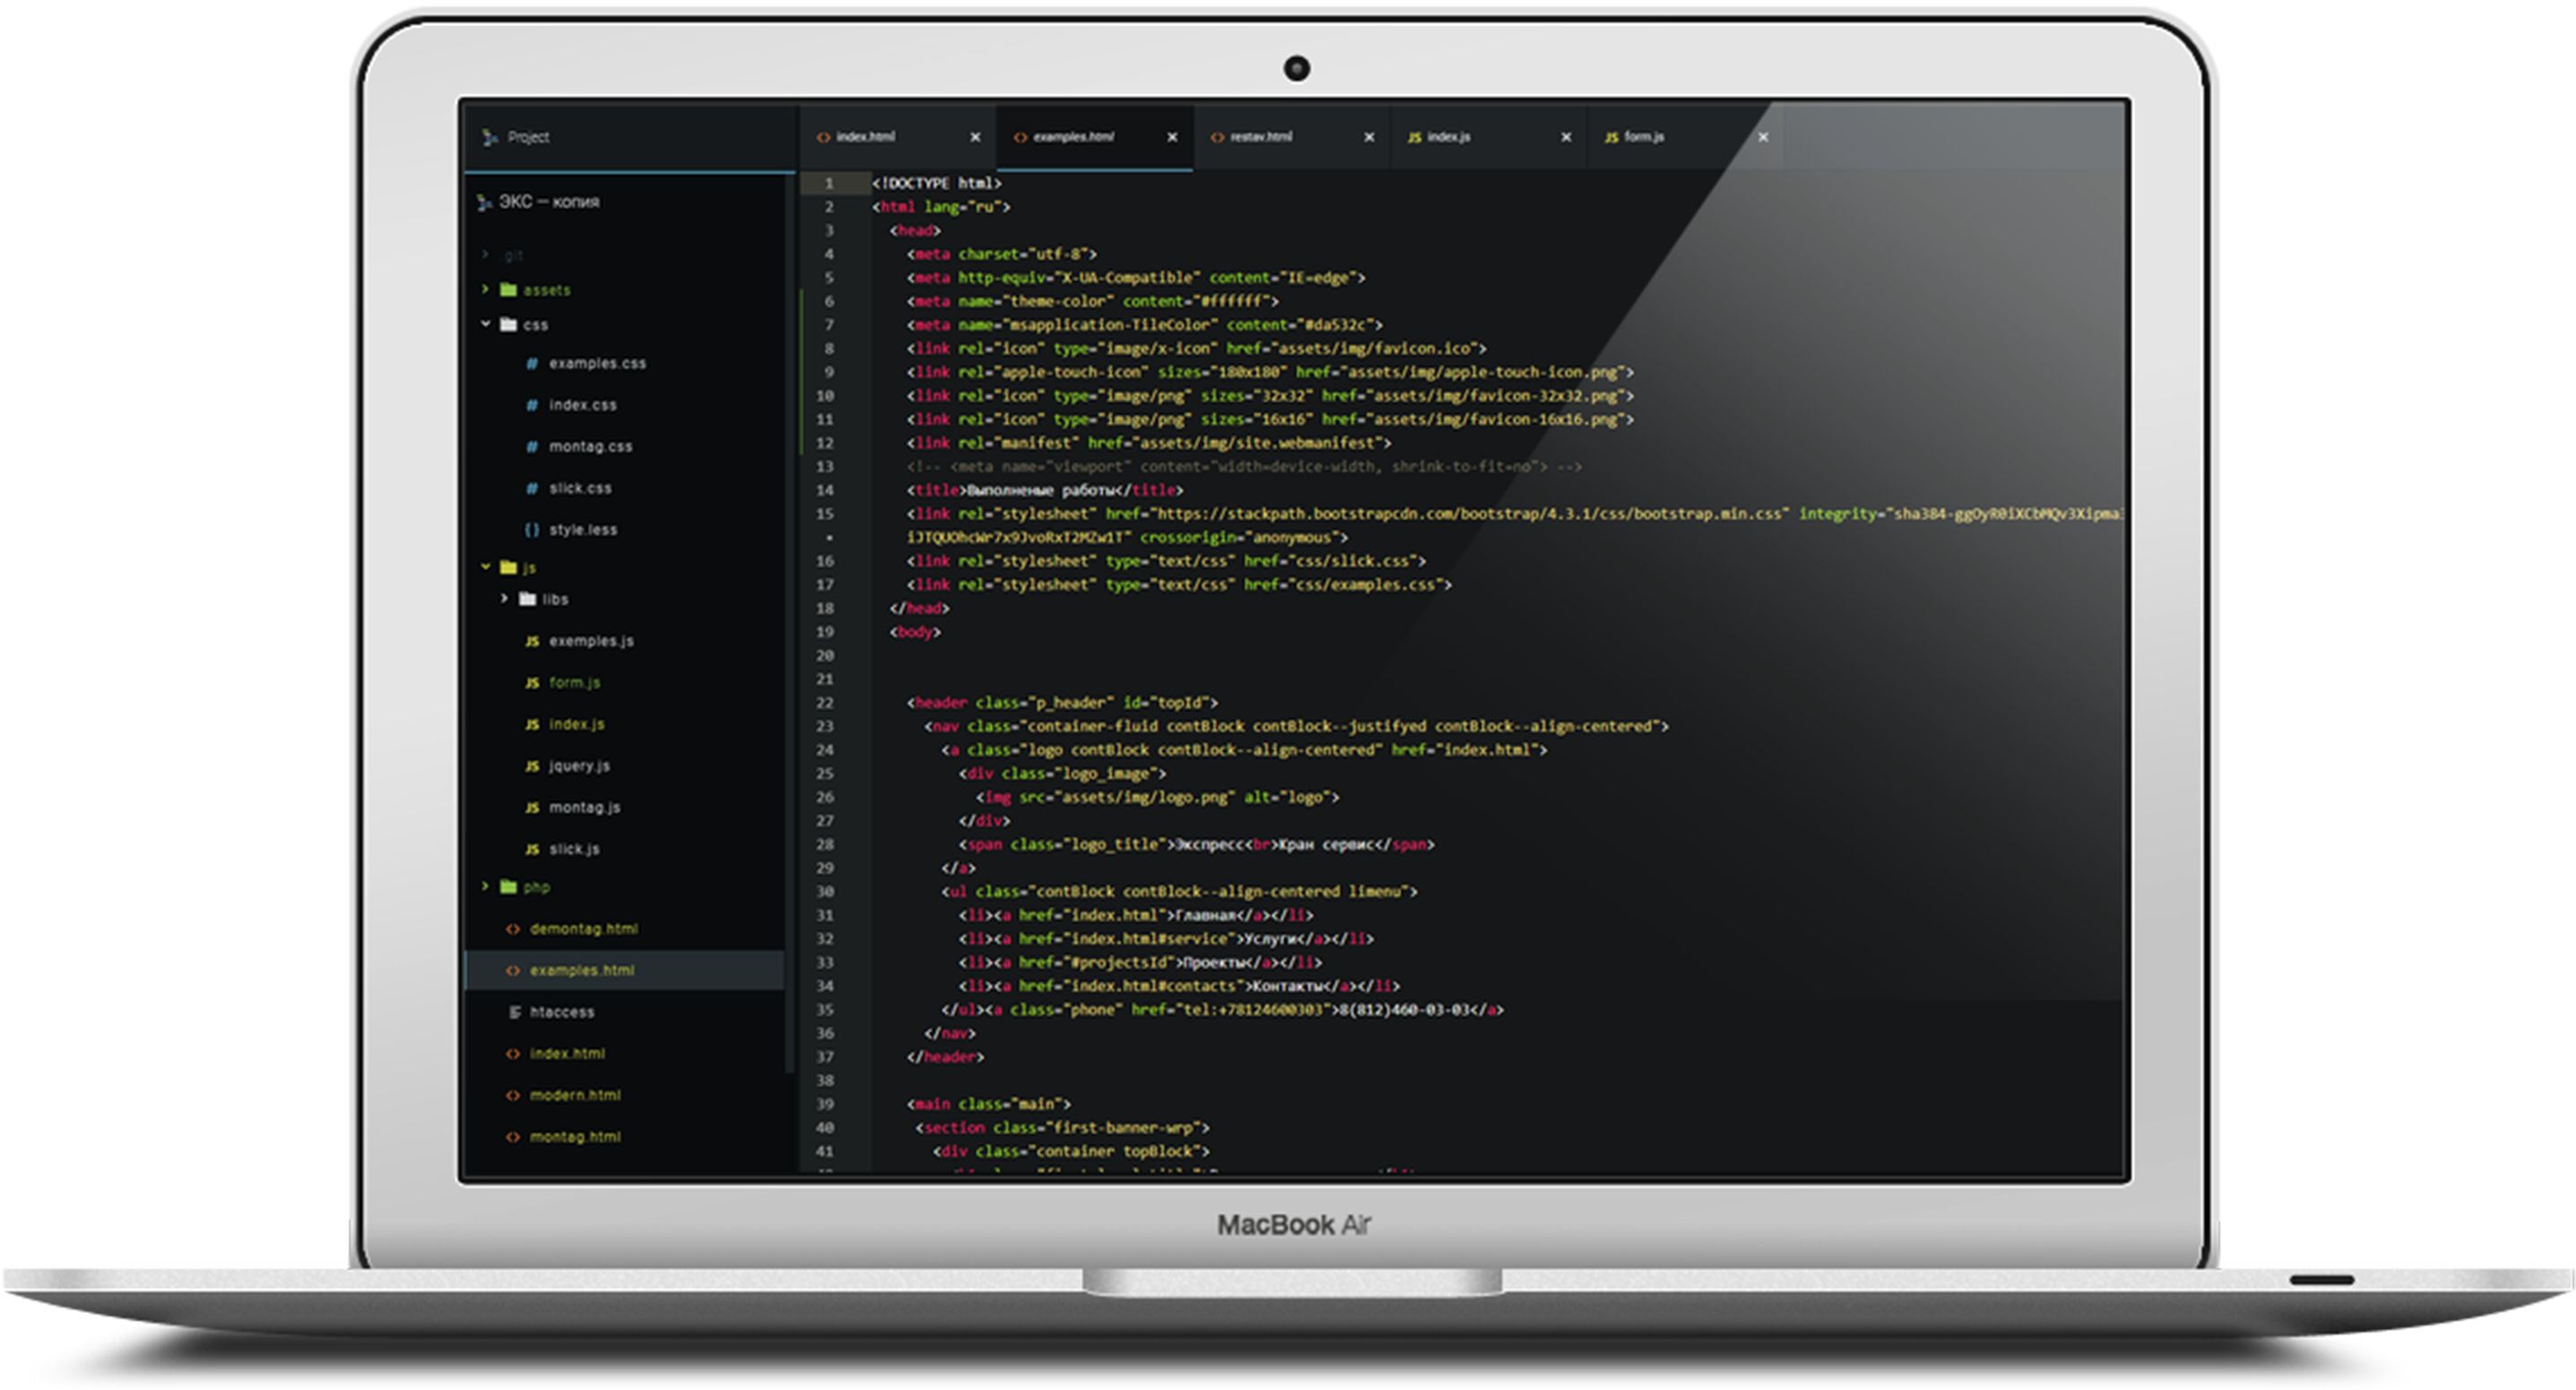 Project
ЭКС — копия
.git
assets
css
examples.css
index.css
montag.css
slick.css
style.less
js
libs
exemples.js
form.js
index.js
jquery.js
montag.js
slick.js
php
demontag.html
examples.html
htaccess
index.html
modern.html
montag.html
index.html examples.html restav.html JS index.js JS form.js
1 <!DOCTYPE html>
2 <html lang="ru">
3 <head>
4 <meta charset="utf-8">
5 <meta http-equiv="X-UA-Compatible" content="IE=edge">
6 <meta name="theme-color" content="#ffffff">
7 <meta name="msapplication-TileColor" content="#da532c">
8 <link rel="icon" type="image/x-icon" href="assets/img/favicon.ico">
9 <link rel="apple-touch-icon" sizes="180x180" href="assets/img/apple-touch-icon.png">
10 <link rel="icon" type="image/png" sizes="32x32" href="assets/img/favicon-32x32.png">
11 <link rel="icon" type="image/png" sizes="16x16" href="assets/img/favicon-16x16.png">
12 <link rel="manifest" href="assets/img/site.webmanifest">
13 <!-- <meta name="viewport" content="width=device-width, shrink-to-fit=no"> -->
14 <title>Выполненые работы</title>
15 <link rel="stylesheet" href="https://stackpath.bootstrapcdn.com/bootstrap/4.3.1/css/bootstrap.min.css" integrity="sha384-ggOyR0iXCbMQv3Xipma3
iJTQUOhcWr7x9JvoRxT2MZw1T" crossorigin="anonymous">
16 <link rel="stylesheet" type="text/css" href="css/slick.css">
17 <link rel="stylesheet" type="text/css" href="css/examples.css">
18 </head>
19 <body>
20
21
22 <header class="p_header" id="topId">
23 <nav class="container-fluid contBlock contBlock--justifyed contBlock--align-centered">
24 <a class="logo contBlock contBlock--align-centered" href="index.html">
25 <div class="logo_image">
26 <img src="assets/img/logo.png" alt="logo">
27 </div>
28 <span class="logo_title">Экспресс<br>Кран сервис</span>
29 </a>
30 <ul class="contBlock contBlock--align-centered limenu">
31 <li><a href="index.html">Главная</a></li>
32 <li><a href="index.html#service">Услуги</a></li>
33 <li><a href="#projectsId">Проекты</a></li>
34 <li><a href="index.html#contacts">Контакты</a></li>
35 </ul><a class="phone" href="tel:+78124600303">8(812)460-03-03</a>
36 </nav>
37 </header>
38
39 <main class="main">
40 <section class="first-banner-wrp">
41 <div class="container topBlock">
MacBook Air